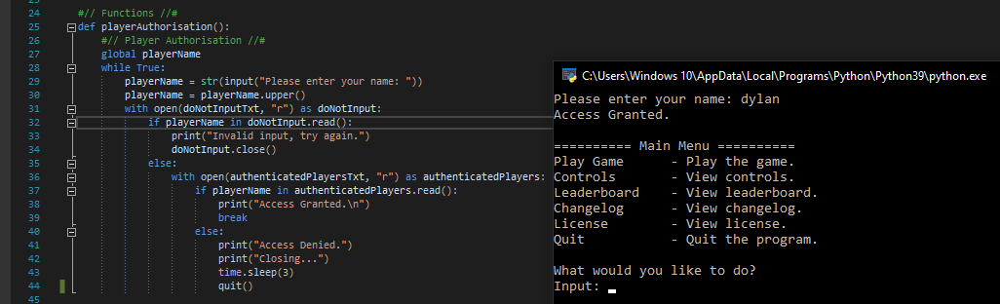 24 #// Functions //#
25 def playerAuthorisation():
26 #// Player Authorisation //#
27 global playerName
28 while True:
29 playerName = str(input("Please enter your name: "))
30 playerName = playerName.upper()
31 with open(doNotInputTxt, "r") as doNotInput:
32 if playerName in doNotInput.read():
33 print("Invalid input, try again.")
34 doNotInput.close()
35 else:
36 with open(authenticatedPlayersTxt, "r") as authenticatedPlayers:
37 if playerName in authenticatedPlayers.read():
38 print("Access Granted.\n")
39 break
40 else:
41 print("Access Denied.")
42 print("Closing...")
43 time.sleep(3)
44 quit()
45
C:\Users\Windows 10\AppData\Local\Programs\Python\Python39\python.exe
Please enter your name: dylan
Access Granted.
========== Main Menu ==========
Play Game - Play the game.
Controls - View controls.
Leaderboard - View leaderboard.
Changelog - View changelog.
License - View license.
Quit - Quit the program.
What would you like to do?
Input: